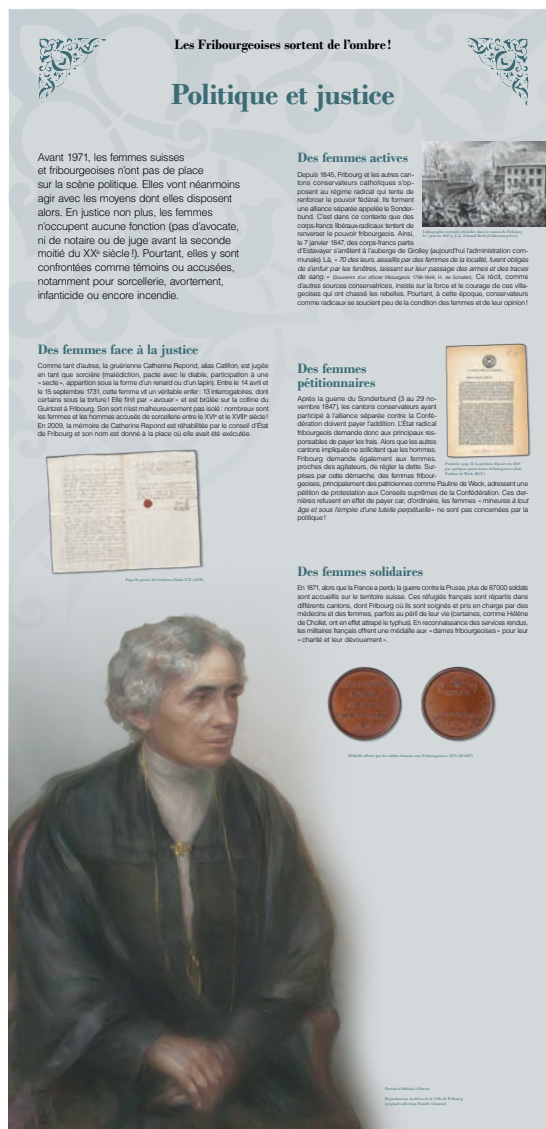 Les Fribourgeoises sortent de l’ombre !
Politique et justice
Avant 1971, les femmes suisses
et fribourgeoises n’ont pas de place
sur la scène politique. Elles vont néanmoins
agir avec les moyens dont elles disposent
alors. En justice non plus, les femmes
n’occupent aucune fonction (pas d’avocate,
ni de notaire ou de juge avant la seconde
moitié du XXᵉ siècle !). Pourtant, elles y sont
confrontées comme témoins ou accusées,
notamment pour sorcellerie, avortement,
infanticide ou encore incendie.
Des femmes actives
Depuis 1845, Fribourg et les autres can-
tons conservateurs catholiques s’op-
posent au régime radical qui tente de
renforcer le pouvoir fédéral. Ils forment
une alliance séparée appelée le Sonder-
bund. C’est dans ce contexte que des
corps-francs libéraux-radicaux tentent de
renverser le pouvoir fribourgeois. Ainsi,
le 7 janvier 1847, des corps-francs partis
d’Estavayer s’arrêtent à l’auberge de Grolley (aujourd’hui l’administration com-
munale). Là, « 70 des leurs, assaillis par des femmes de la localité, furent obligés
de s’enfuir par les fenêtres, laissant sur leur passage des armes et des traces
de sang. » (Souvenirs d’un officier fribourgeois 1798-1848, H. de Schaller). Ce récit, comme
d’autres sources conservatrices, insiste sur la force et le courage de ces villa-
geoises qui ont chassé les rebelles. Pourtant, à cette époque, conservateurs
comme radicaux se soucient peu de la condition des femmes et de leur opinion !
Des femmes face à la justice
Comme tant d’autres, la gruérienne Catherine Repond, alias Catillon, est jugée
en tant que sorcière (malédiction, pacte avec le diable, participation à une
« secte », apparition sous la forme d’un renard ou d’un lapin). Entre le 14 avril et
le 15 septembre 1731, cette femme vit un véritable enfer : 13 interrogatoires, dont
certains sous la torture ! Elle finit par « avouer » et est brûlée sur la colline du
Guintzet à Fribourg. Son sort n’est malheureusement pas isolé : nombreux sont
les femmes et les hommes accusés de sorcellerie entre le XVᵉ et le XVIIIᵉ siècle !
En 2009, la mémoire de Catherine Repond est réhabilitée par le conseil d’État
de Fribourg et son nom est donné à la place où elle avait été exécutée.
Des femmes
pétitionnaires
Après la guerre du Sonderbund (3 au 29 no-
vembre 1847), les cantons conservateurs ayant
participé à l’alliance séparée contre la Confé-
dération doivent payer l’addition. L’État radical
fribourgeois demande donc aux principaux res-
ponsables de payer les frais. Alors que les autres
cantons impliqués ne sollicitent que les hommes,
Fribourg demande également aux femmes,
proches des agitateurs, de régler la dette. Sur-
prises par cette démarche, des femmes fribour-
geoises, principalement des patriciennes comme Pauline de Weck, adressent une
pétition de protestation aux Conseils suprêmes de la Confédération. Ces der-
nières refusent en effet de payer car, d’ordinaire, les femmes « mineures à tout
âge et sous l’empire d’une tutelle perpétuelle » ne sont pas concernées par la
politique !
Des femmes solidaires
En 1871, alors que la France a perdu la guerre contre la Prusse, plus de 87’000 soldats
sont accueillis sur le territoire suisse. Ces réfugiés français sont répartis dans
différents cantons, dont Fribourg où ils sont soignés et pris en charge par des
médecins et des femmes, parfois au péril de leur vie (certaines, comme Hélène
de Chollet, ont en effet attrapé le typhus). En reconnaissance des services rendus,
les militaires français offrent une médaille aux « dames fribourgeoises » pour leur
« charité et leur dévouement ».